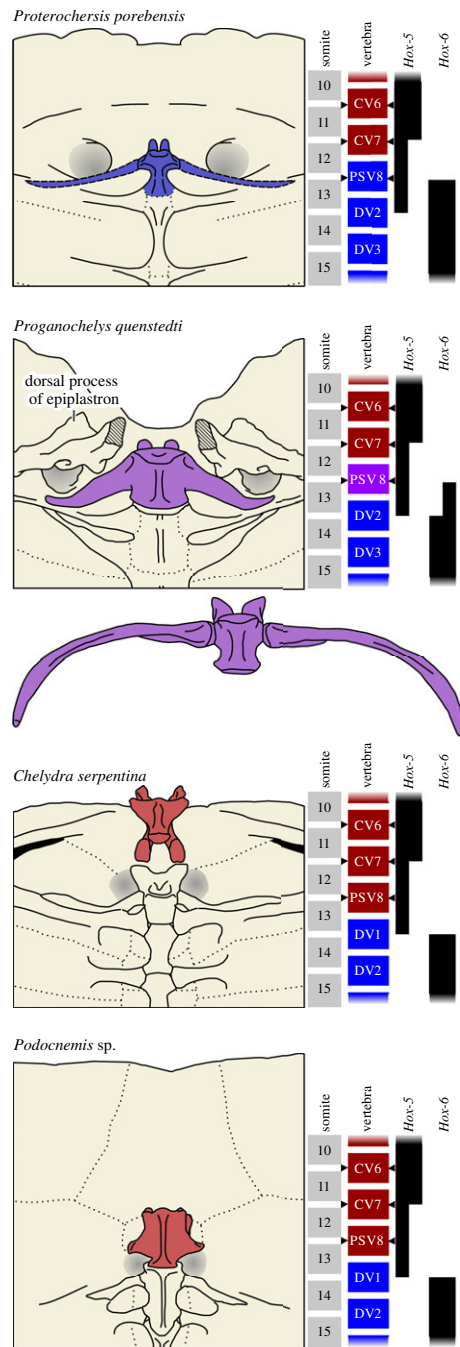 Proterochersis porebensis
somite
vertebra
Hox-5
Hox-6
10
11
12
13
14
15
CV6
CV7
PSV8
DV2
DV3
Proganochelys quenstedti
dorsal process
of epiplastron
somite
vertebra
Hox-5
Hox-6
10
11
12
13
14
15
CV6
CV7
PSV 8
DV2
DV3
Chelydra serpentina
somite
vertebra
Hox-5
Hox-6
10
11
12
13
14
15
CV6
CV7
PSV8
DV1
DV2
Podocnemis sp.
somite
vertebra
Hox-5
Hox-6
10
11
12
13
14
15
CV6
CV7
PSV8
DV1
DV2